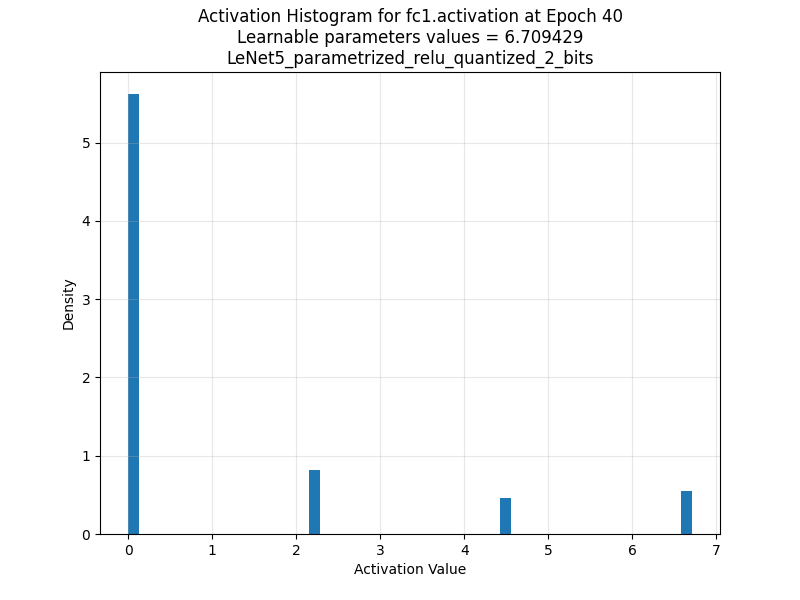 Activation Histogram for fc1.activation at Epoch 40
Learnable parameters values = 6.709429
LeNet5_parametrized_relu_quantized_2_bits
5
4
3
2
1
0
Density
0 1 2 3 4 5 6 7
Activation Value